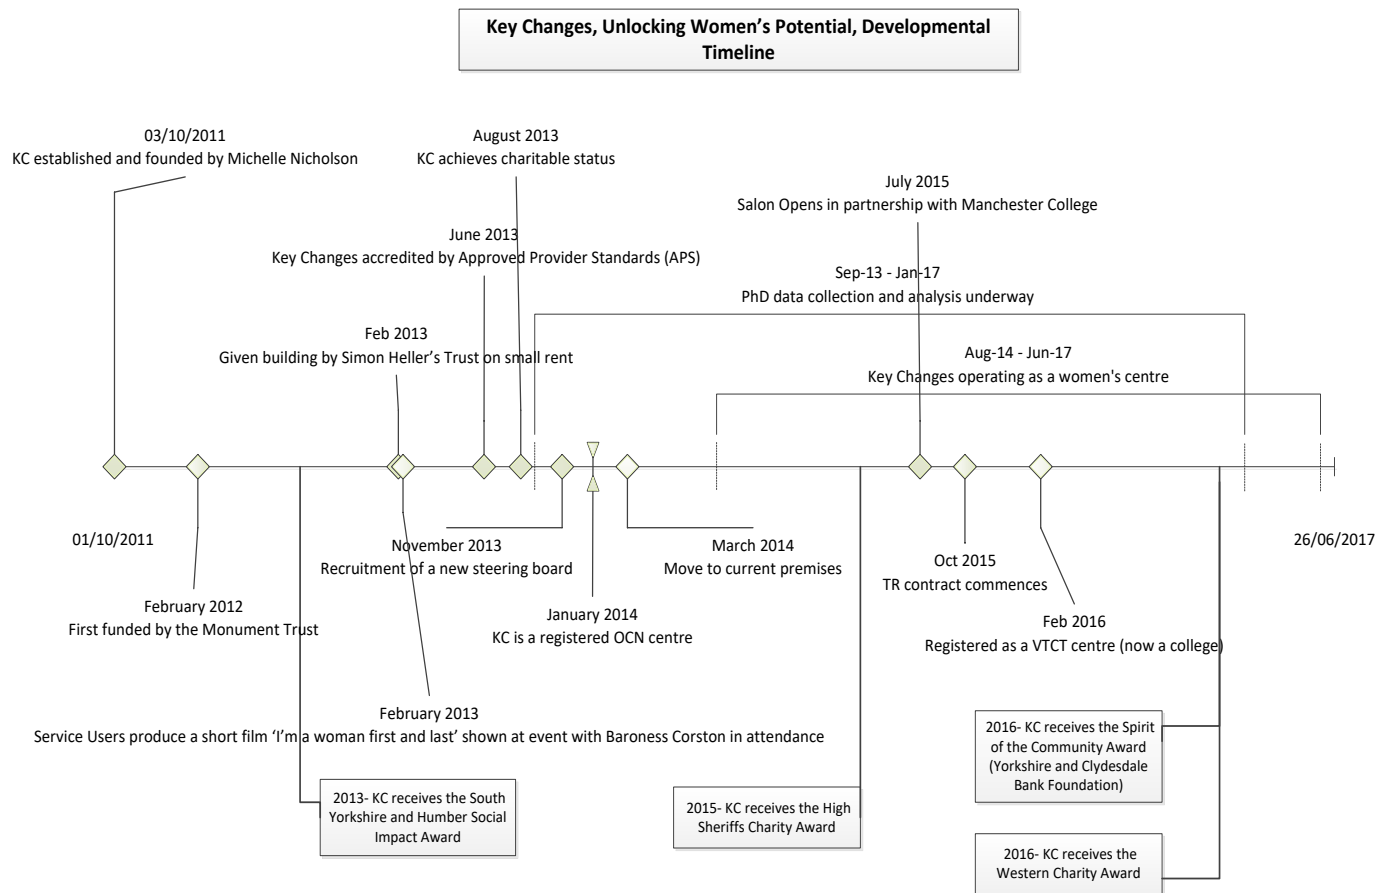 Key Changes, Unlocking Women's Potential, Developmental
Timeline
03/10/2011
KC established and founded by Michelle Nicholson
August 2013
KC achieves charitable status
July 2015
Salon Opens in partnership with Manchester College
June 2013
Key Changes accredited by Approved Provider Standards (APS)
Sep-13 - Jan-17
PhD data collection and analysis underway
Feb 2013
Given building by Simon Heller's Trust on small rent
Aug-14 - Jun-17
Key Changes operating as a women's centre
01/10/2011
26/06/2017
November 2013
Recruitment of a new steering board
March 2014
Move to current premises
Oct 2015
TR contract commences
February 2012
First funded by the Monument Trust
January 2014
KC is a registered OCN centre
Feb 2016
Registered as a VTCT centre (now a college)
February 2013
Service Users produce a short film 'I'm a woman first and last' shown at event with Baroness Corston in attendance
2013- KC receives the South
Yorkshire and Humber Social
Impact Award
2015- KC receives the High
Sheriffs Charity Award
2016- KC receives the Spirit
of the Community Award
(Yorkshire and Clydesdale
Bank Foundation)
2016- KC receives the
Western Charity Award